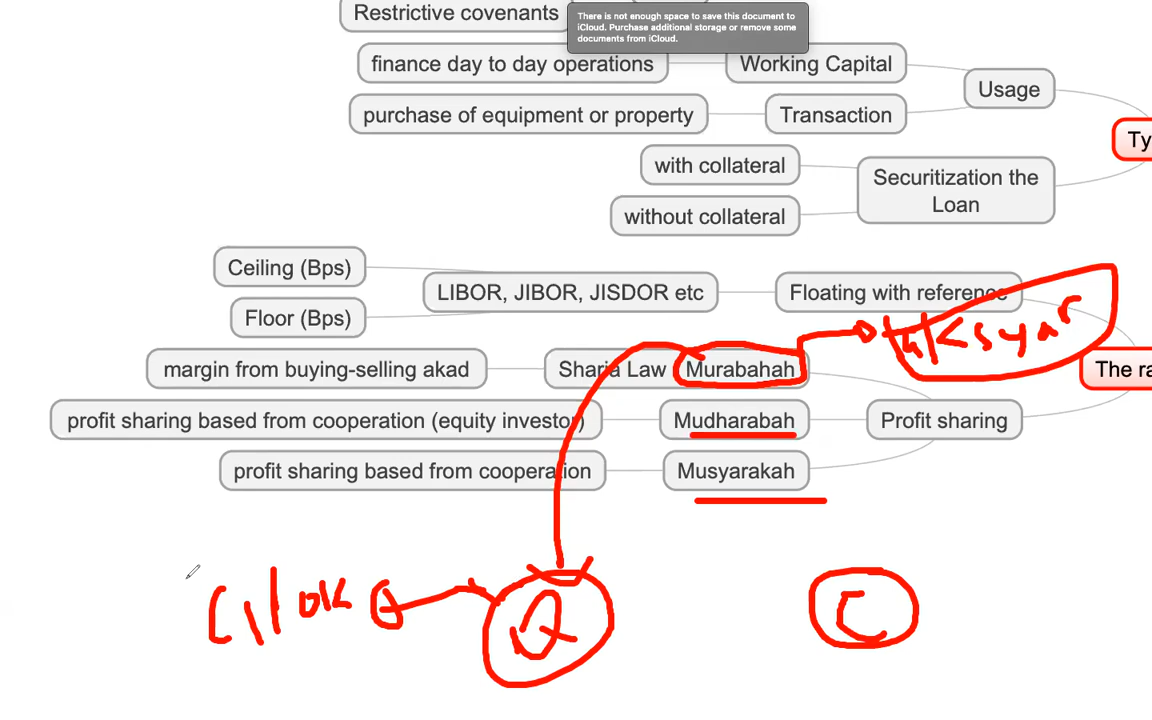 Restrictive covenants
There is not enough space to save this document to
iCloud. Purchase additional storage or remove some
documents from iCloud.
finance day to day operations
Working Capital
Usage
purchase of equipment or property
Transaction
Ty
with collateral
Securitization the
Loan
without collateral
Ceiling (Bps)
LIBOR, JIBOR, JISDOR etc
Floating with reference
Floor (Bps)
syar
margin from buying-selling akad
Sharia Law Murabahah
The ra
profit sharing based from cooperation (equity investor)
Mudharabah
Profit sharing
profit sharing based from cooperation
Musyarakah
Q
C